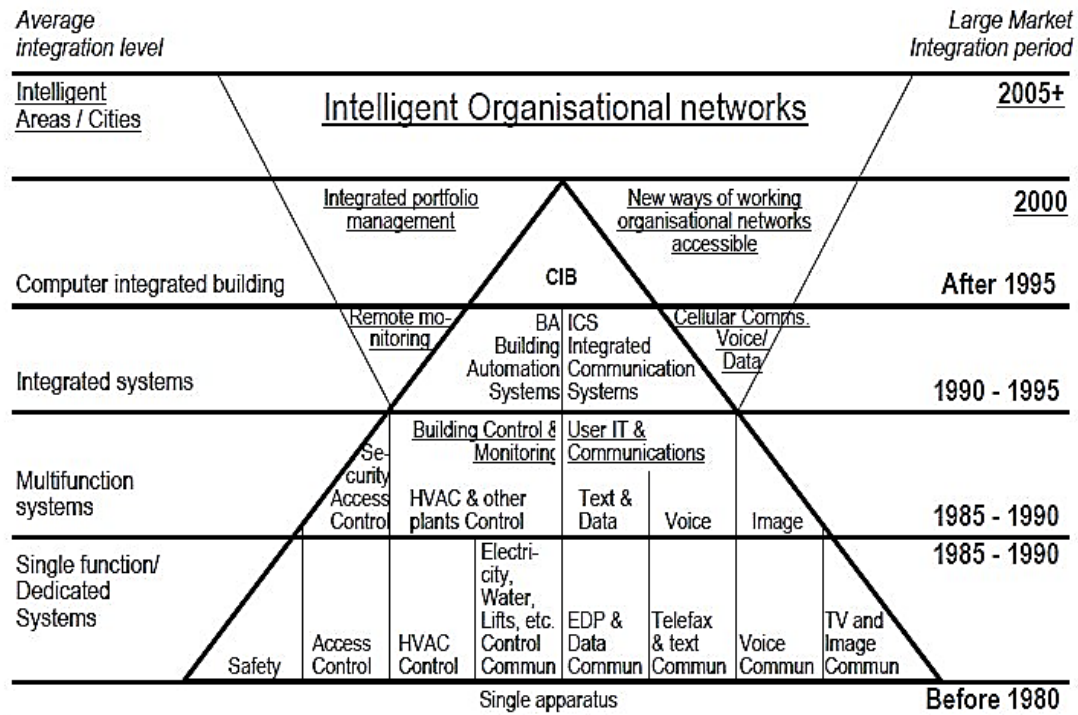 Average
integration level
Large Market
Integration period
Intelligent
Areas / Cities
Intelligent Organisational networks
2005+
Integrated portfolio
management
New ways of working
organisational networks
accessible
2000
Computer integrated building
CIB
After 1995
Remote mo-
nitoring
BA
Building
Automation
Systems
ICS
Integrated
Communication
Systems
Cellular Comms.
Voice/
Data
Integrated systems
1990 - 1995
Multifunction
systems
Se-
curity
Access
Control
Building Control &
Monitoring
HVAC & other
plants Control
User IT &
Communications
Text &
Data
Voice
Image
1985 - 1990
1985 - 1990
Single function/
Dedicated
Systems
Safety
Access
Control
HVAC
Control
Electri-
city,
Water,
Lifts, etc.
Control
Commun
EDP &
Data
Commun
Telefax
& text
Commun
Voice
Commun
TV and
Image
Commun
Single apparatus
Before 1980